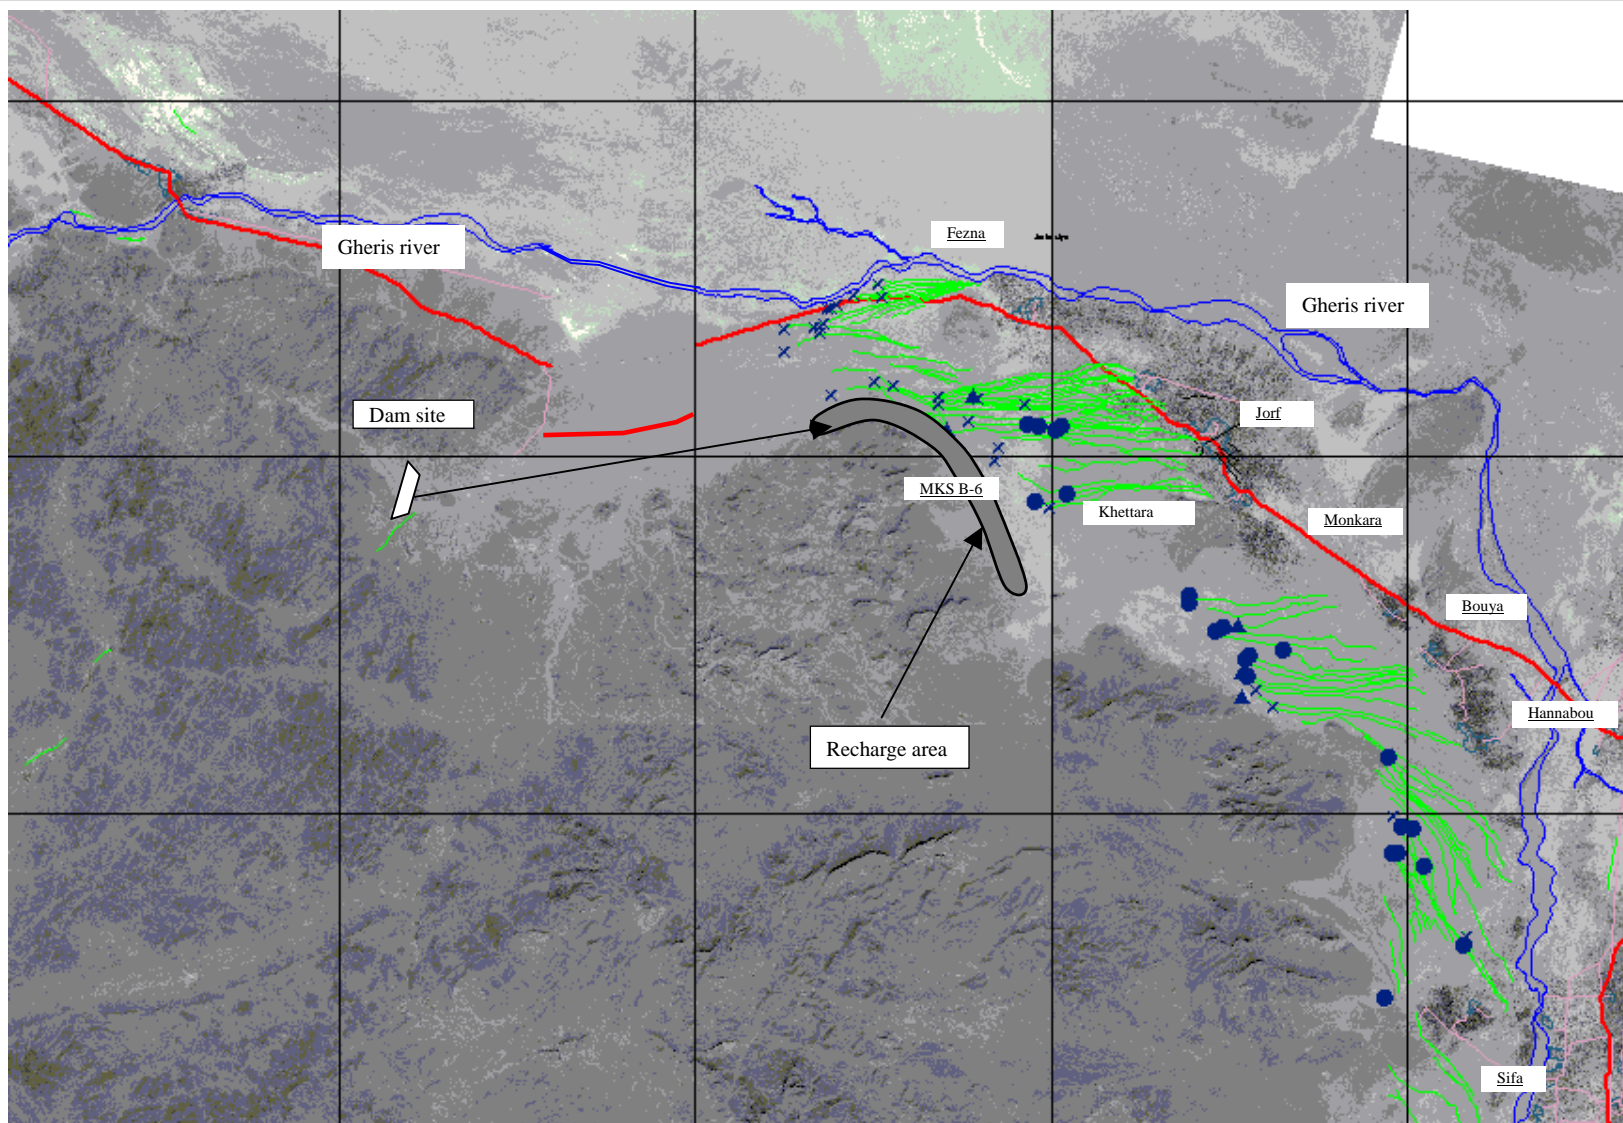 Fezna
Gheris river
Gheris river
Dam site
Jorf
MKS B-6
Khettara
Monkara
Bouya
Hannabou
Recharge area
Sifa